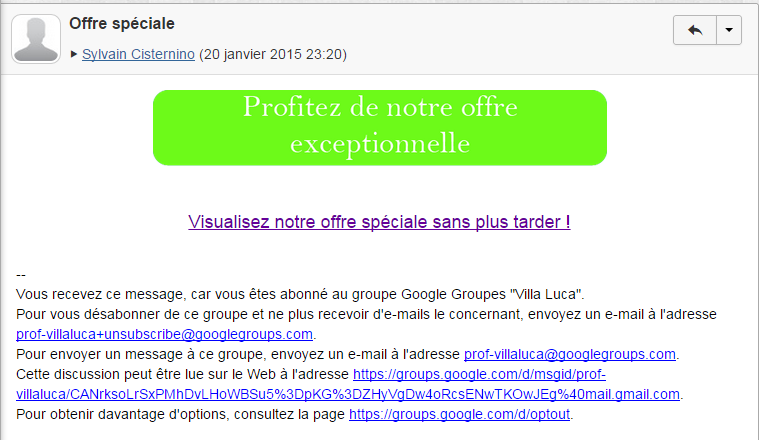 Offre spéciale
Sylvain Cisternino (20 janvier 2015 23:20)
Profitez de notre offre
exceptionnelle
Visualisez notre offre spéciale sans plus tarder !
--
Vous recevez ce message, car vous êtes abonné au groupe Google Groupes "Villa Luca".
Pour vous désabonner de ce groupe et ne plus recevoir d'e-mails le concernant, envoyez un e-mail à l'adresse
prof-villaluca+unsubscribe@googlegroups.com.
Pour envoyer un message à ce groupe, envoyez un e-mail à l'adresse prof-villaluca@googlegroups.com.
Cette discussion peut être lue sur le Web à l'adresse https://groups.google.com/d/msgid/prof-
villaluca/CANrksoLrSxPMhDvLHoWBSu5%3DpKG%3DZHyVgDw4oRcsENwTKOwJEg%40mail.gmail.com.
Pour obtenir davantage d'options, consultez la page https://groups.google.com/d/optout.